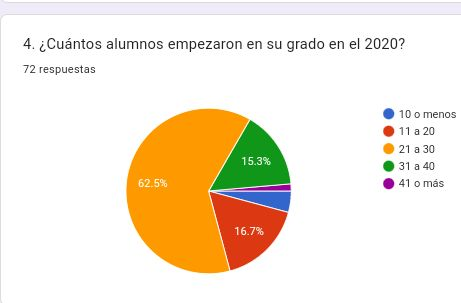 4. ¿Cuántos alumnos empezaron en su grado en el 2020?
72 respuestas
10 o menos
11 a 20
21 a 30
31 a 40
41 o más
15.3%
62.5%
16.7%